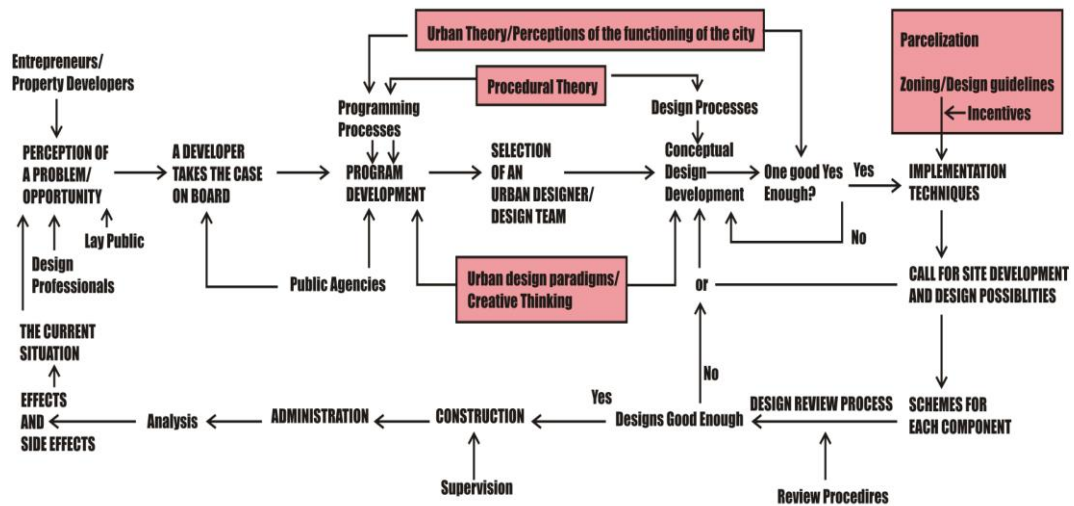 Urban Theory/Perceptions of the functioning of the city
Parcelization
Zoning/Design guidelines
Incentives
Entrepreneurs/
Property Developers
Procedural Theory
Programming
Processes
Design Processes
PERCEPTION OF
A PROBLEM/
OPPORTUNITY
A DEVELOPER
TAKES THE CASE
ON BOARD
PROGRAM
DEVELOPMENT
SELECTION
OF AN
URBAN DESIGNER/
DESIGN TEAM
Conceptual
Design
Development
One good Yes
Enough?
Yes
IMPLEMENTATION
TECHNIQUES
No
Lay Public
Design
Professionals
Public Agencies
Urban design paradigms/
Creative Thinking
or
CALL FOR SITE DEVELOPMENT
AND DESIGN POSSIBLITIES
THE CURRENT
SITUATION
No
EFFECTS
AND
SIDE EFFECTS
Analysis
ADMINISTRATION
CONSTRUCTION
Yes
Designs Good Enough
DESIGN REVIEW PROCESS
SCHEMES FOR
EACH COMPONENT
Supervision
Review Procedires